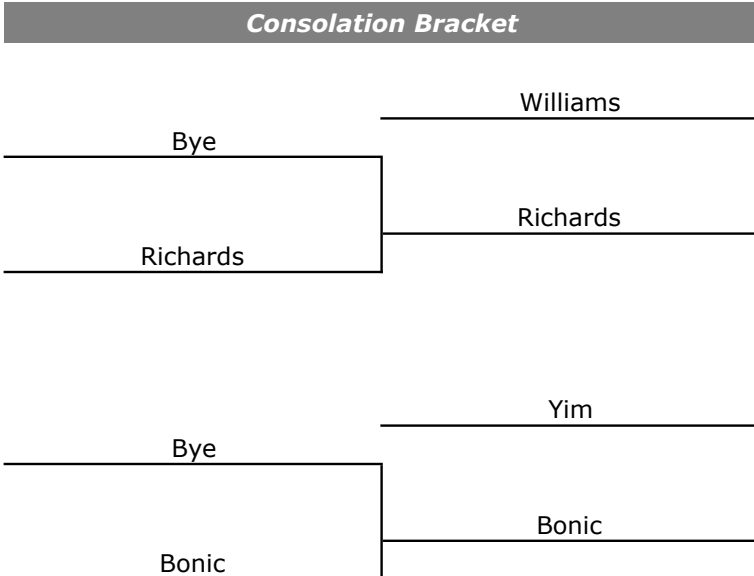 Consolation Bracket
Williams
Bye
Richards
Richards
Yim
Bye
Bonic
Bonic